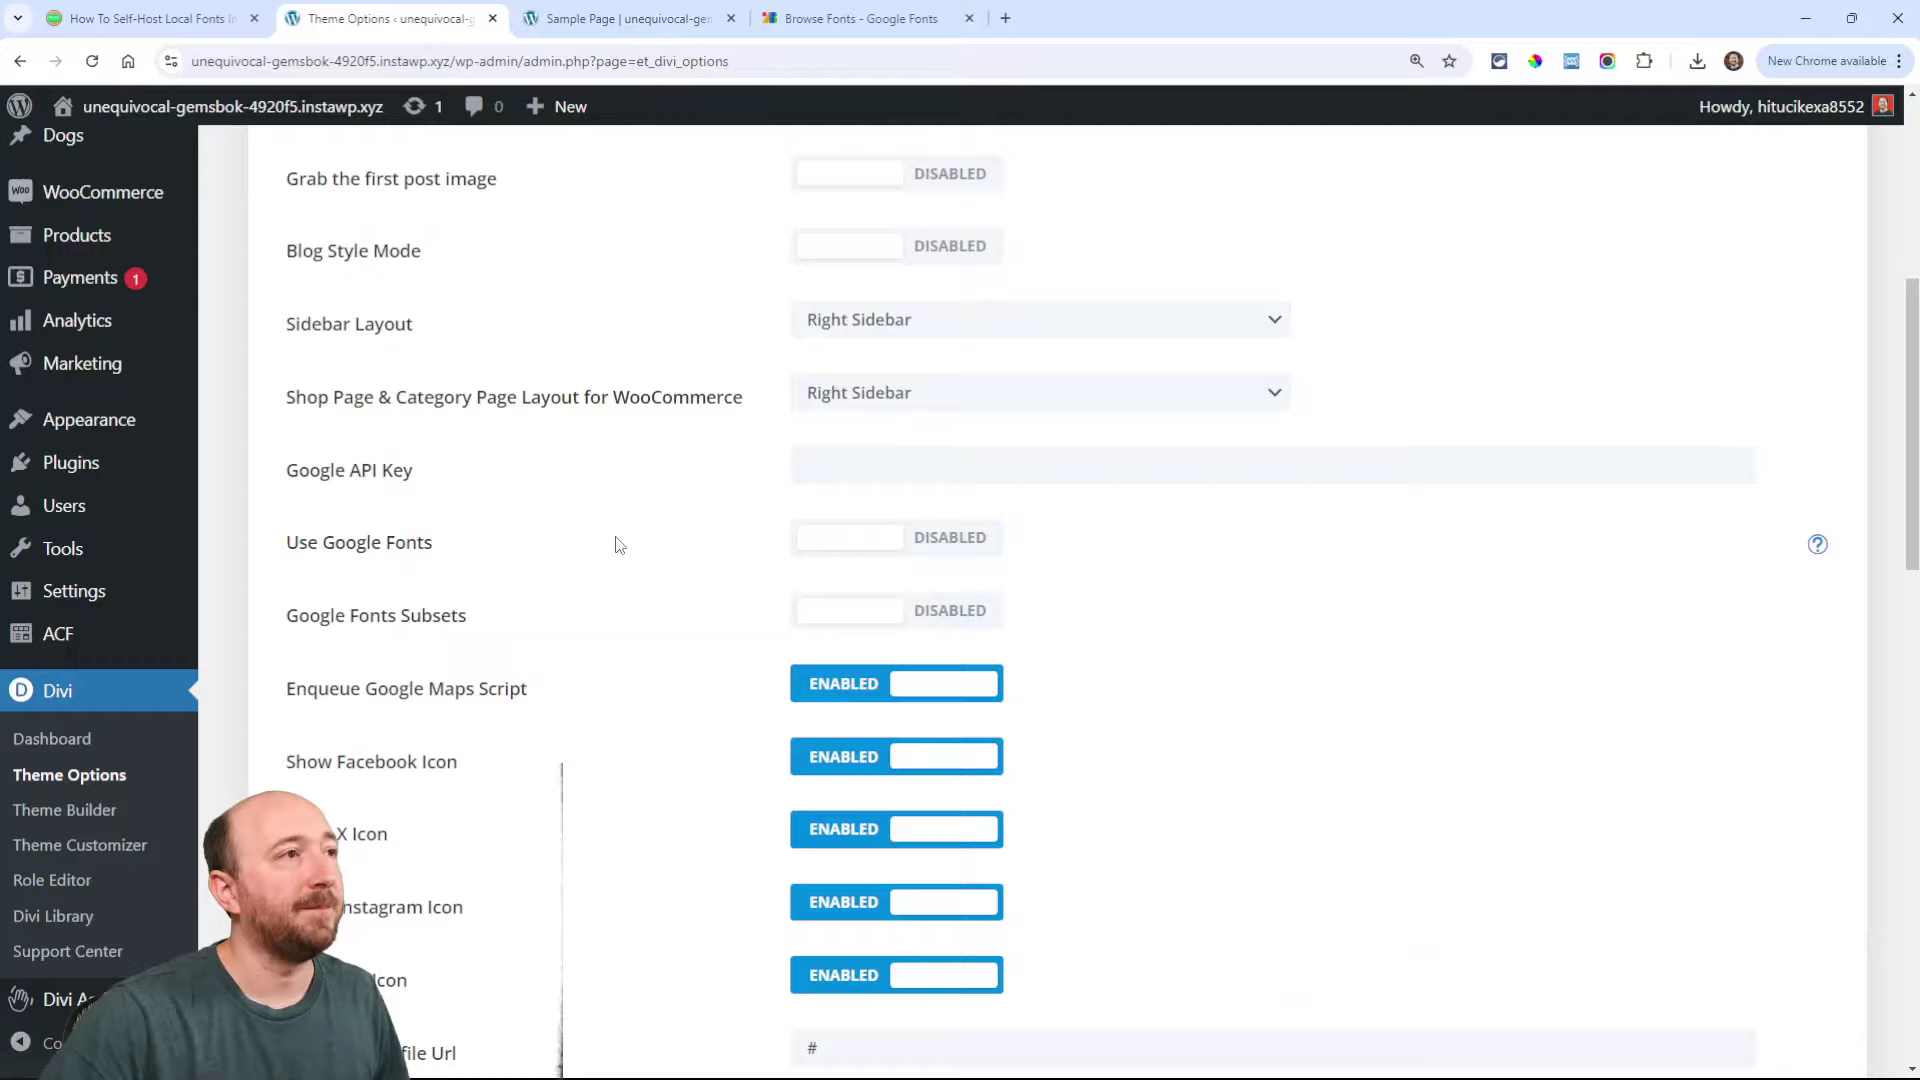 How To Self-Host Local Fonts In
Theme Options ‹ unequivocal-g
Sample Page | unequivocal-gem
Browse Fonts - Google Fonts
unequivocal-gemsbok-4920f5.instawp.xyz/wp-admin/admin.php?page=et_divi_options
New Chrome available
unequivocal-gemsbok-4920f5.instawp.xyz
1
0
New
Howdy, hitucikexa8552
Dogs
WooCommerce
Products
Payments 1
Analytics
Marketing
Appearance
Plugins
Users
Tools
Settings
ACF
Divi
Dashboard
Theme Options
Theme Builder
Theme Customizer
Role Editor
Divi Library
Support Center
Divi A
Co
Grab the first post image
DISABLED
Blog Style Mode
DISABLED
Sidebar Layout
Right Sidebar
Shop Page & Category Page Layout for WooCommerce
Right Sidebar
Google API Key
Use Google Fonts
DISABLED
Google Fonts Subsets
DISABLED
Enqueue Google Maps Script
ENABLED
Show Facebook Icon
ENABLED
X Icon
ENABLED
nstagram Icon
ENABLED
con
ENABLED
file Url
#